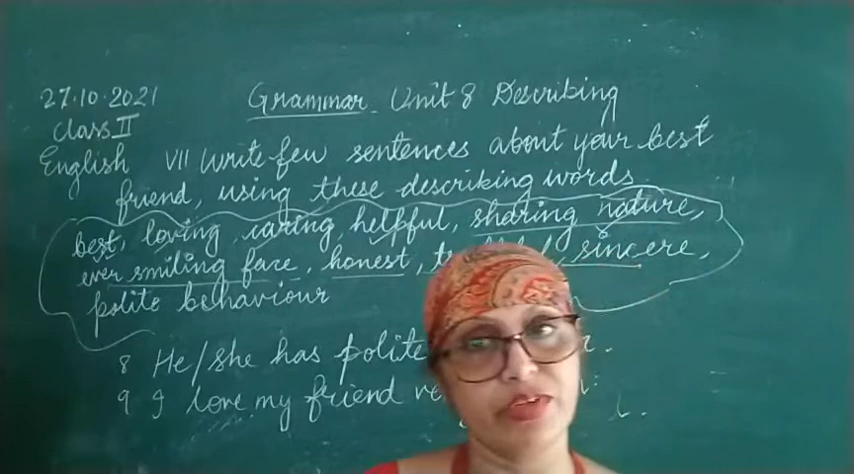 27.10.2021 Grammar Unit 8 Describing
Class II
English VII Write few sentences about your best
friend, using these describing words
best, loving, caring, helpful, sharing nature,
ever smiling face, honest, sincere,
polite behaviour
8 He/she has polite
9 I love my friend